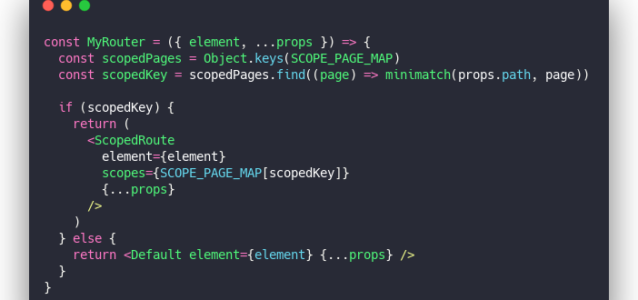 const MyRouter = ({ element, ...props }) => {
  const scopedPages = Object.keys(SCOPE_PAGE_MAP)
  const scopedKey = scopedPages.find((page) => minimatch(props.path, page))

  if (scopedKey) {
    return (
      <ScopedRoute
        element={element}
        scopes={SCOPE_PAGE_MAP[scopedKey]}
        {...props}
      />
    )
  } else {
    return <Default element={element} {...props} />
  }
}